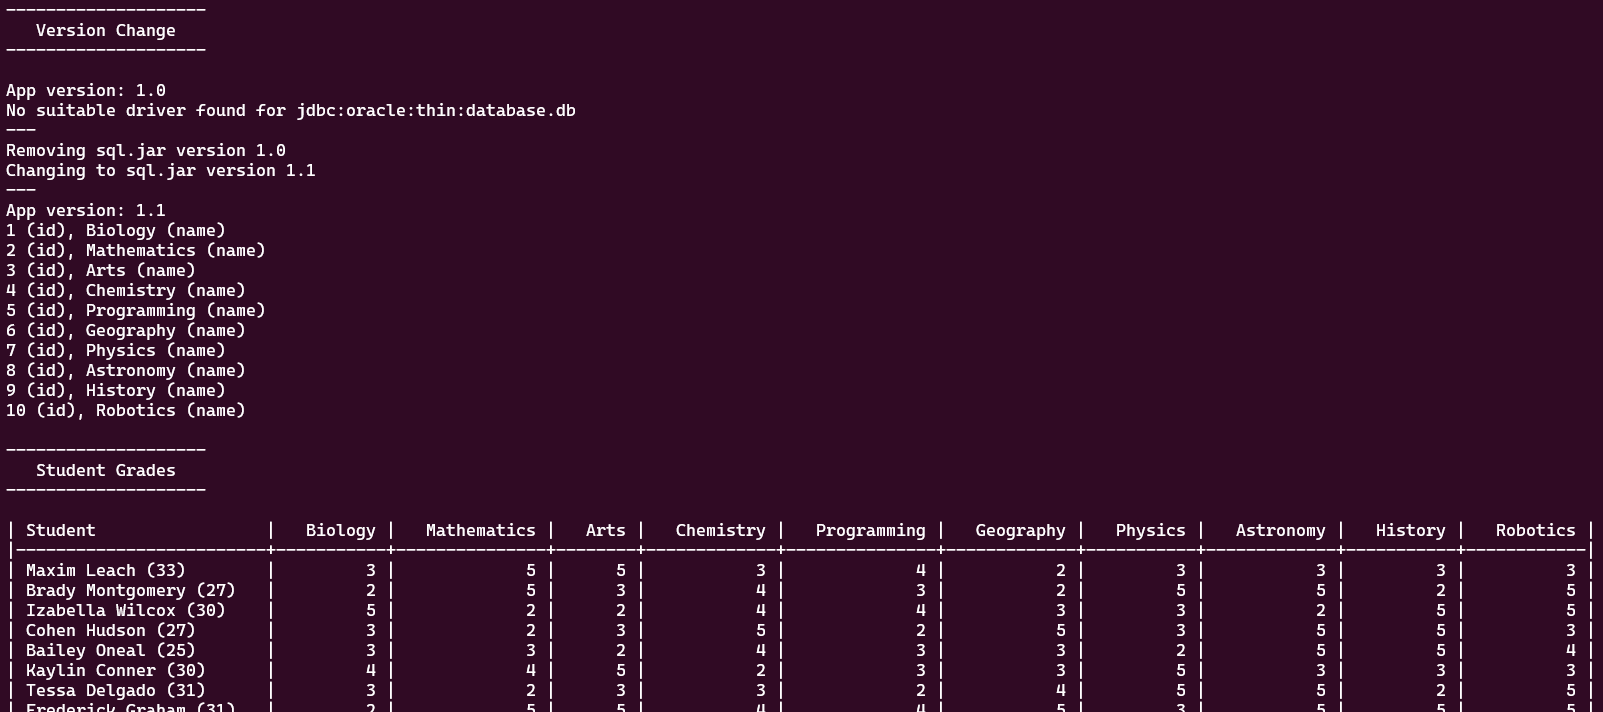 --------------------
   Version Change
--------------------
App version: 1.0
No suitable driver found for jdbc:oracle:thin:database.db
---
Removing sql.jar version 1.0
Changing to sql.jar version 1.1
---
App version: 1.1
1 (id), Biology (name)
2 (id), Mathematics (name)
3 (id), Arts (name)
4 (id), Chemistry (name)
5 (id), Programming (name)
6 (id), Geography (name)
7 (id), Physics (name)
8 (id), Astronomy (name)
9 (id), History (name)
10 (id), Robotics (name)
--------------------
   Student Grades
--------------------
| Student                 |   Biology |   Mathematics |   Arts |   Chemistry |   Programming |   Geography |   Physics |   Astronomy |   History |   Robotics |
|-------------------------+-----------+---------------+--------+-------------+---------------+-------------+-----------+-------------+-----------+------------|
| Maxim Leach (33)        |         3 |             5 |      5 |           3 |             4 |           2 |         3 |           3 |         3 |          3 |
| Brady Montgomery (27)   |         2 |             5 |      3 |           4 |             3 |           2 |         5 |           5 |         2 |          5 |
| Izabella Wilcox (30)    |         5 |             2 |      2 |           4 |             4 |           3 |         3 |           2 |         5 |          5 |
| Cohen Hudson (27)       |         3 |             2 |      3 |           5 |             2 |           5 |         3 |           5 |         5 |          3 |
| Bailey Oneal (25)       |         3 |             3 |      2 |           4 |             3 |           3 |         2 |           5 |         5 |          4 |
| Kaylin Conner (30)      |         4 |             4 |      5 |           2 |             3 |           3 |         5 |           3 |         3 |          3 |
| Tessa Delgado (31)      |         3 |             2 |      3 |           3 |             2 |           4 |         5 |           5 |         2 |          5 |
| Frederick Graham (31)   |         2 |             5 |      5 |           4 |             4 |           5 |         3 |           5 |         5 |          5 |